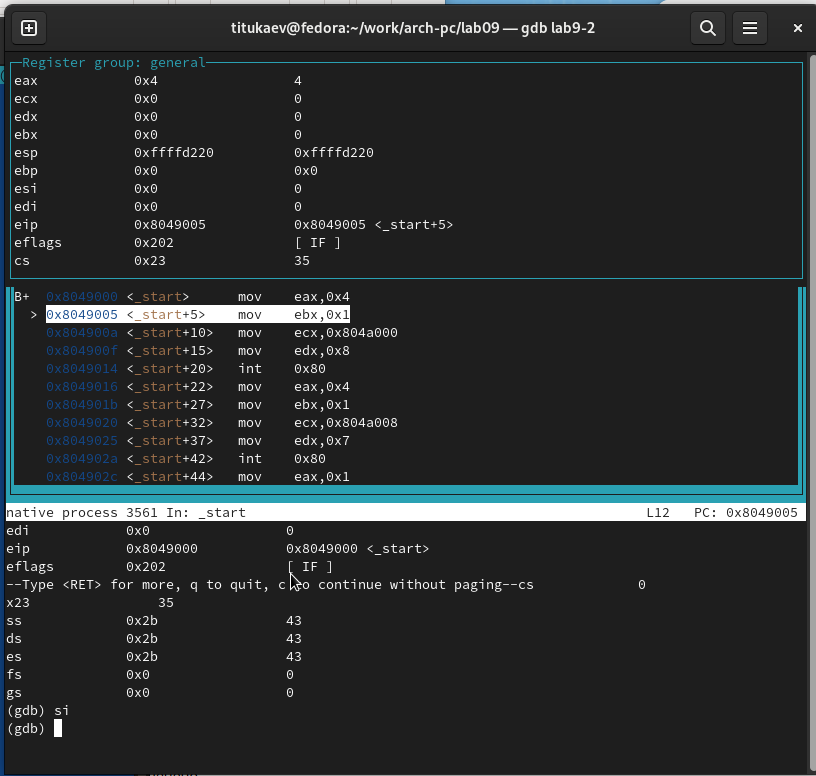 titukaev@fedora:~/work/arch-pc/lab09 — gdb lab9-2
Register group: general
eax 0x4 4
ecx 0x0 0
edx 0x0 0
ebx 0x0 0
esp 0xffffd220 0xffffd220
ebp 0x0 0x0
esi 0x0 0
edi 0x0 0
eip 0x8049005 0x8049005 <_start+5>
eflags 0x202 [ IF ]
cs 0x23 35
B+ 0x8049000 <_start> mov eax,0x4
> 0x8049005 <_start+5> mov ebx,0x1
0x804900a <_start+10> mov ecx,0x804a000
0x804900f <_start+15> mov edx,0x8
0x8049014 <_start+20> int 0x80
0x8049016 <_start+22> mov eax,0x4
0x804901b <_start+27> mov ebx,0x1
0x8049020 <_start+32> mov ecx,0x804a008
0x8049025 <_start+37> mov edx,0x7
0x804902a <_start+42> int 0x80
0x804902c <_start+44> mov eax,0x1
native process 3561 In: _start L12 PC: 0x8049005
edi 0x0 0
eip 0x8049000 0x8049000 <_start>
eflags 0x202 [ IF ]
--Type <RET> for more, q to quit, c to continue without paging--cs 0
x23 35
ss 0x2b 43
ds 0x2b 43
es 0x2b 43
fs 0x0 0
gs 0x0 0
(gdb) si
(gdb)